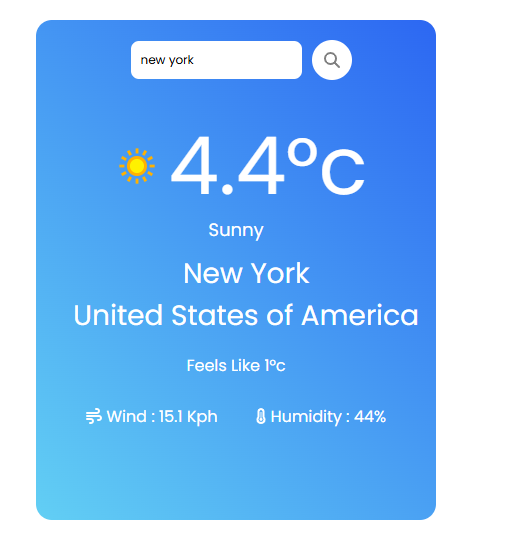 new york
4.4°c
Sunny
New York
United States of America
Feels Like 1°c
Wind : 15.1 Kph Humidity : 44%